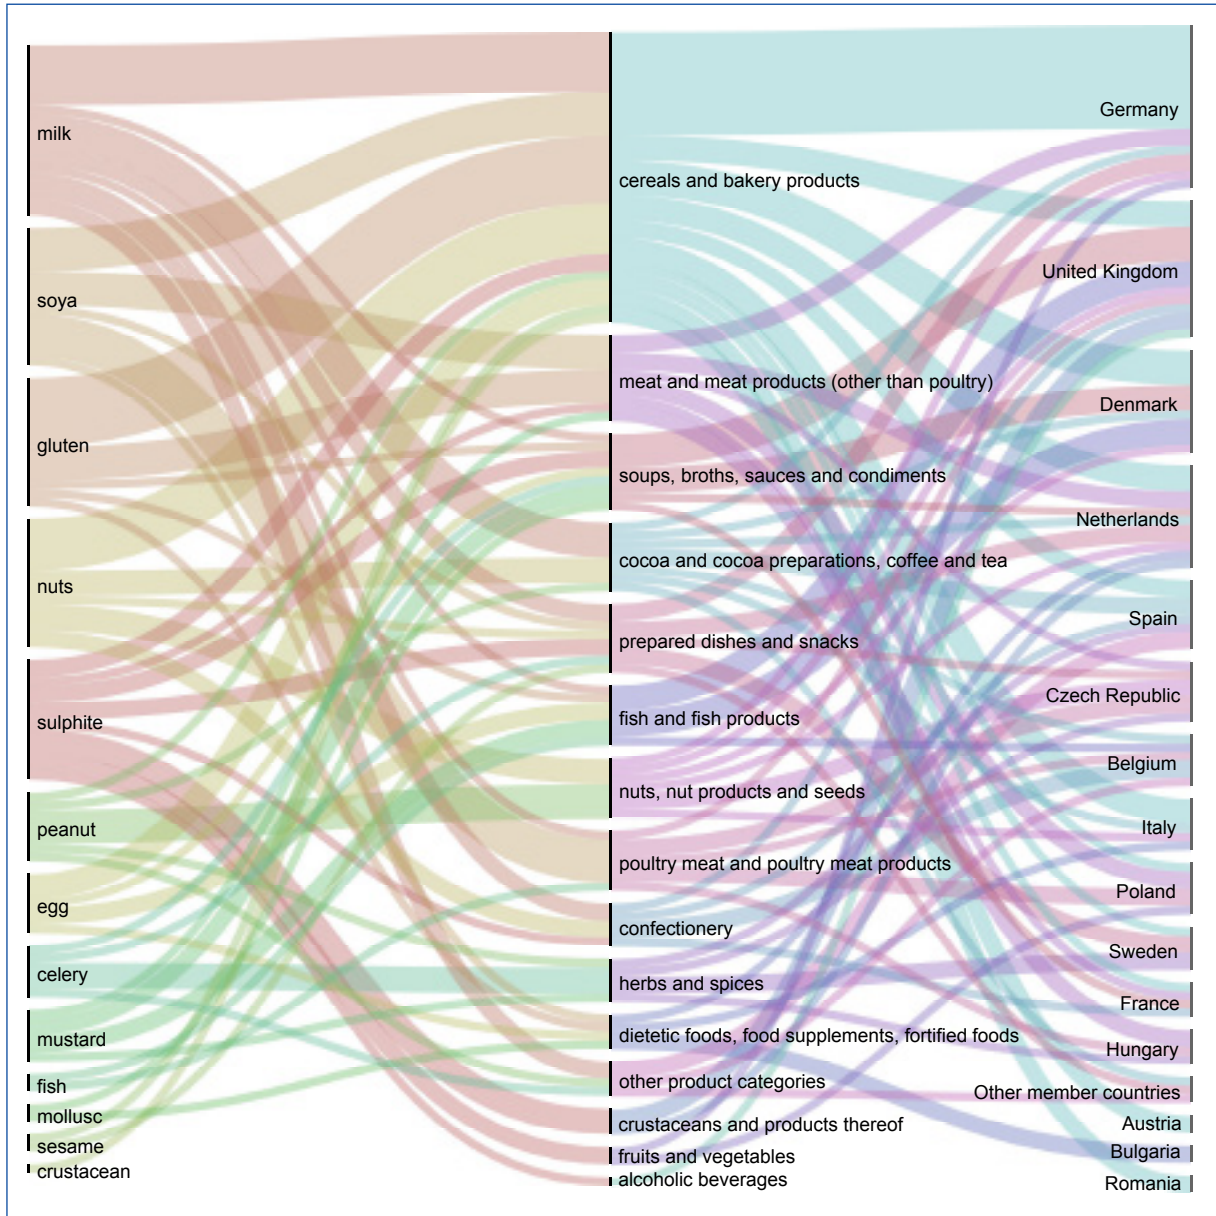 milk
soya
gluten
nuts
sulphite
peanut
egg
celery
mustard
fish
mollusc
sesame
crustacean
cereals and bakery products
meat and meat products (other than poultry)
soups, broths, sauces and condiments
cocoa and cocoa preparations, coffee and tea
prepared dishes and snacks
fish and fish products
nuts, nut products and seeds
poultry meat and poultry meat products
confectionery
herbs and spices
dietetic foods, food supplements, fortified foods
other product categories
crustaceans and products thereof
fruits and vegetables
alcoholic beverages
Germany
United Kingdom
Denmark
Netherlands
Spain
Czech Republic
Belgium
Italy
Poland
Sweden
France
Hungary
Other member countries
Austria
Bulgaria
Romania